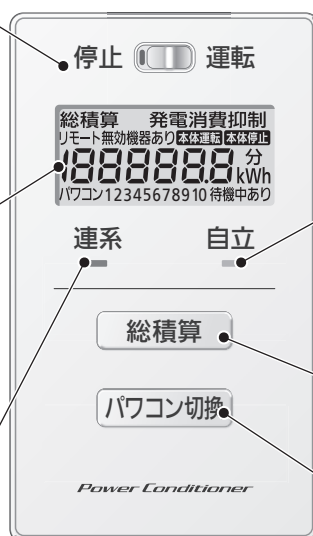 停止 運転
総積算 発電消費抑制
リモート無効機器あり 本体運転 本体停止
188888.8 分 kWh
パワコン12345678910 待機中あり
連系 自立
総積算
パワコン切換
Power Conditioner